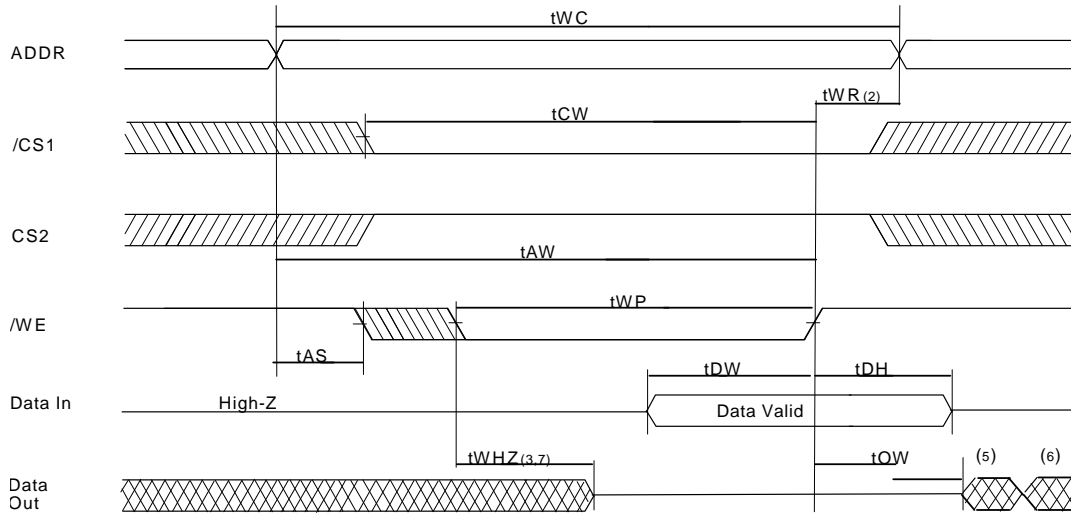 tWC
ADDR
tWR (2)
tCW
/CS1
CS2
tAW
tWP
/WE
tAS
tDW
tDH
Data In
High-Z
Data Valid
tWHZ (3,7)
tOW
(5)
(6)
Data
Out